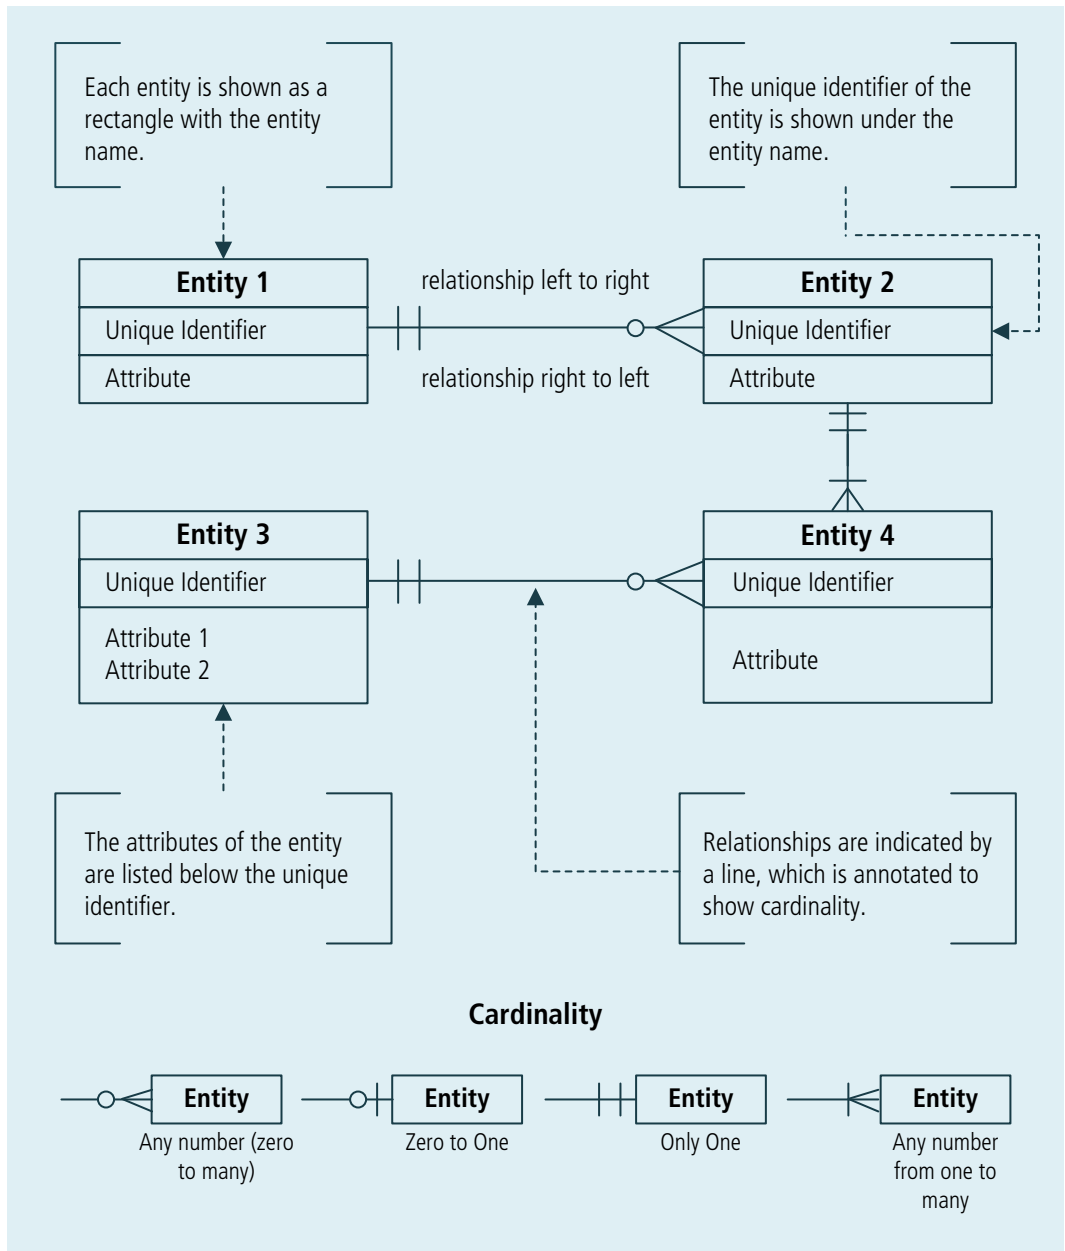 Each entity is shown as a
rectangle with the entity
name.
The unique identifier of the
entity is shown under the
entity name.
Entity 1
Unique Identifier
Attribute
relationship left to right
relationship right to left
Entity 2
Unique Identifier
Attribute
Entity 3
Unique Identifier
Attribute 1
Attribute 2
Entity 4
Unique Identifier
Attribute
The attributes of the entity
are listed below the unique
identifier.
Relationships are indicated by
a line, which is annotated to
show cardinality.
Cardinality
Entity
Any number (zero
to many)
Entity
Zero to One
Entity
Only One
Entity
Any number
from one to
many